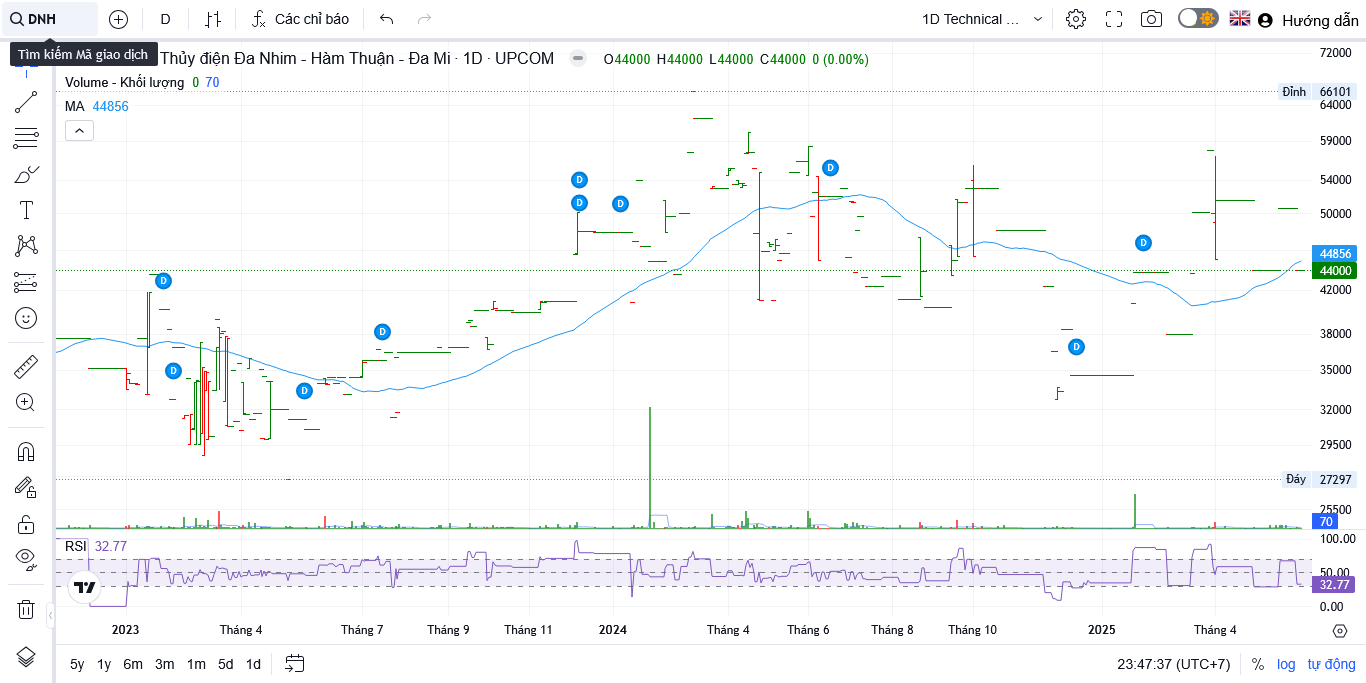 DNH
D
Các chỉ báo
1D Technical ...
Hướng dẫn
Tìm kiếm Mã giao dịch
Thủy điện Đa Nhim - Hàm Thuận - Đa Mi · 1D · UPCOM
O44000 H44000 L44000 C44000 0 (0.00%)
Volume - Khối lượng 0 70
MA 44856
72000
Đỉnh 66101
64000
59000
54000
50000
44856
44000
42000
38000
35000
32000
29500
Đáy 27297
25500
70
D
D
D
D
D
D
D
D
D
D
RSI 32.77
100.00
50.00
32.77
0.00
2023
Tháng 4
Tháng 7
Tháng 9
Tháng 11
2024
Tháng 4
Tháng 6
Tháng 8
Tháng 10
2025
Tháng 4
5y 1y 6m 3m 1m 5d 1d
23:47:37 (UTC+7)
% log tự động